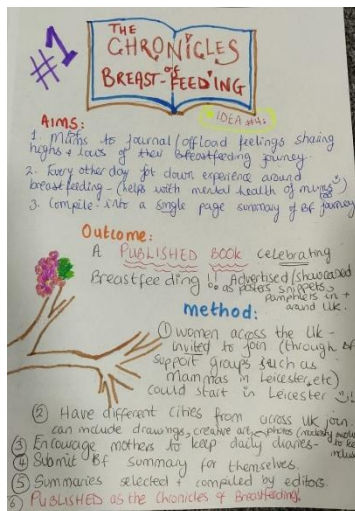 #1
THE
CHRONICLES
OF
BREAST-FEEDING
IDEA
AIMS:
1. Mums to journal/offload feelings sharing
highs + lows of their Breastfeeding journey.
2. Every other day jot down experience around
breastfeeding - (helps with mental health of mums too)
3. Compile into a single page summary of BF journey
Outcome:
A PUBLISHED BOOK celebrating
Breastfeeding !! Advertised/showcased
as posters snippets,
pamphlets in +
around UK.
method:
① women across the UK -
invited to join (through BF
support groups such as
mammas in Leicester, etc)
could start in Leicester
② Have different cities from across UK join.
can include drawings, creative art, photos (modestly
③ Encourage mothers to keep daily diaries-
④ Submit BF summary for themselves.
⑤ Summaries selected + compiled by editors.
⑥ PUBLISHED as the Chronicles of Breastfeeding